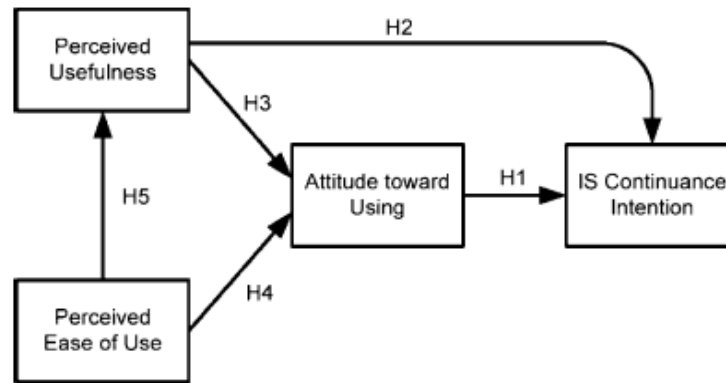 Perceived
Usefulness
H2
H3
H5
Attitude toward
Using
H1
IS Continuance
Intention
H4
Perceived
Ease of Use